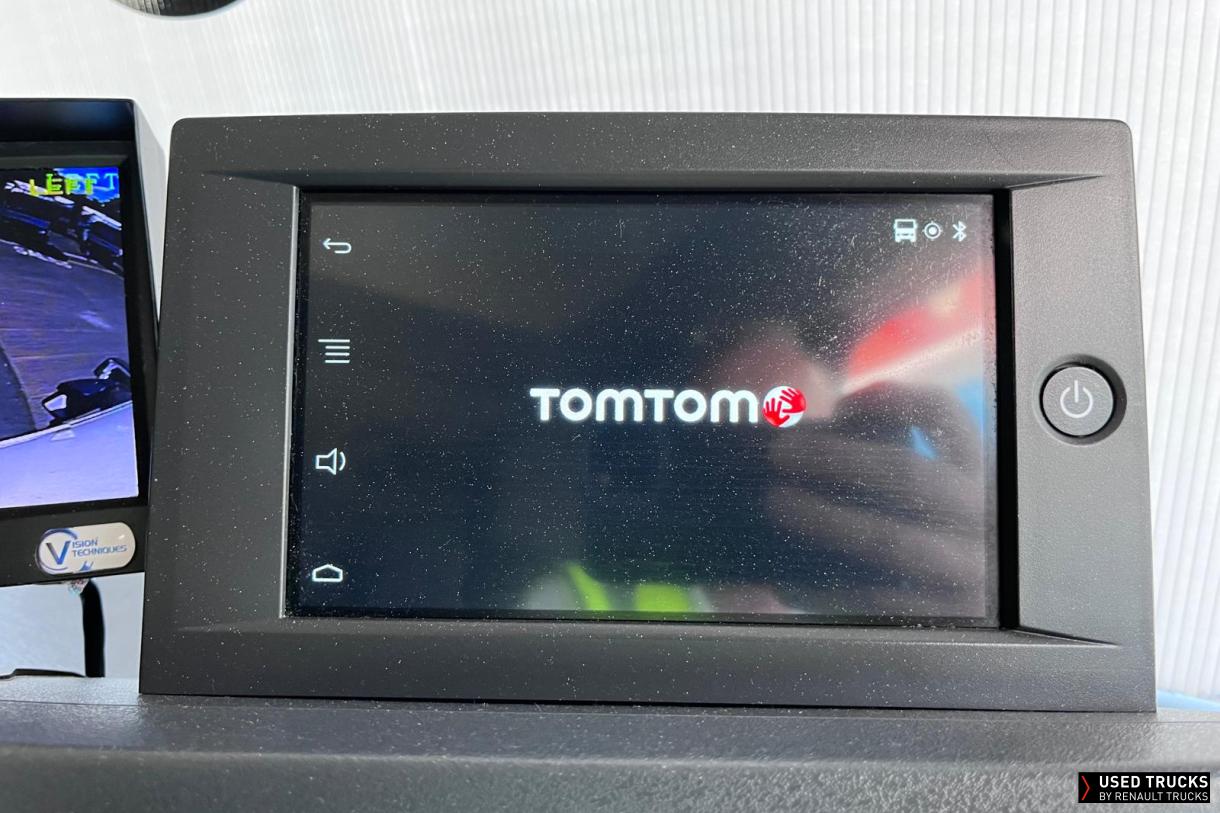 LEFT
TOMTOM
VISION
TECHNIQUES
USED TRUCKS
BY RENAULT TRUCKS